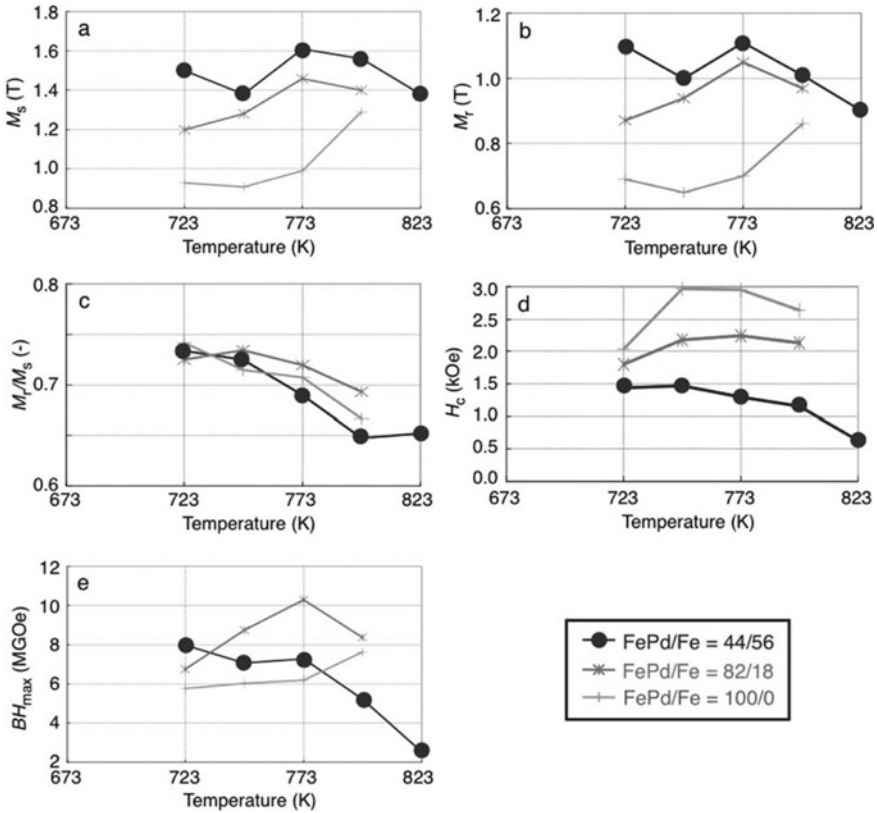 a
1.8
1.6
1.4
1.2
1.0
0.8
Ms (T)
673 723 773 823
Temperature (K)
b
1.2
1.0
0.8
0.6
Mr (T)
673 723 773 823
Temperature (K)
c
0.8
0.7
0.6
Mr/Ms (-)
673 723 773 823
Temperature (K)
d
3.0
2.5
2.0
1.5
1.0
0.5
0.0
Hc (kOe)
673 723 773 823
Temperature (K)
e
12
10
8
6
4
2
BHmax (MGOe)
673 723 773 823
Temperature (K)
FePd/Fe = 44/56
FePd/Fe = 82/18
FePd/Fe = 100/0